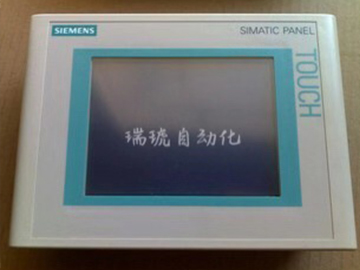 SIEMENS
SIMATIC PANEL
TOUCH
瑞琥自动化